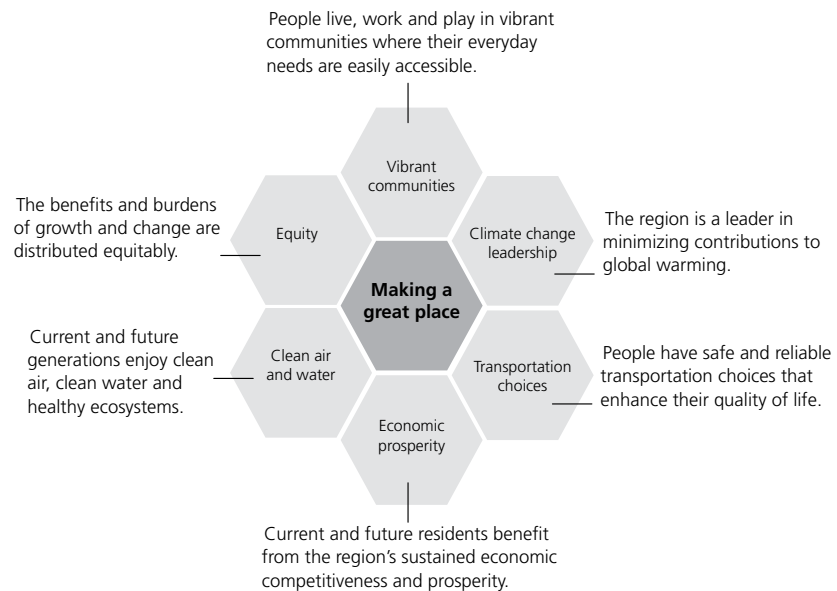 People live, work and play in vibrant
communities where their everyday
needs are easily accessible.
Vibrant
communities
The benefits and burdens
of growth and change are
distributed equitably.
Equity
Climate change
leadership
The region is a leader in
minimizing contributions to
global warming.
Making a
great place
Current and future
generations enjoy clean
air, clean water and
healthy ecosystems.
Clean air
and water
Transportation
choices
People have safe and reliable
transportation choices that
enhance their quality of life.
Economic
prosperity
Current and future residents benefit
from the region’s sustained economic
competitiveness and prosperity.